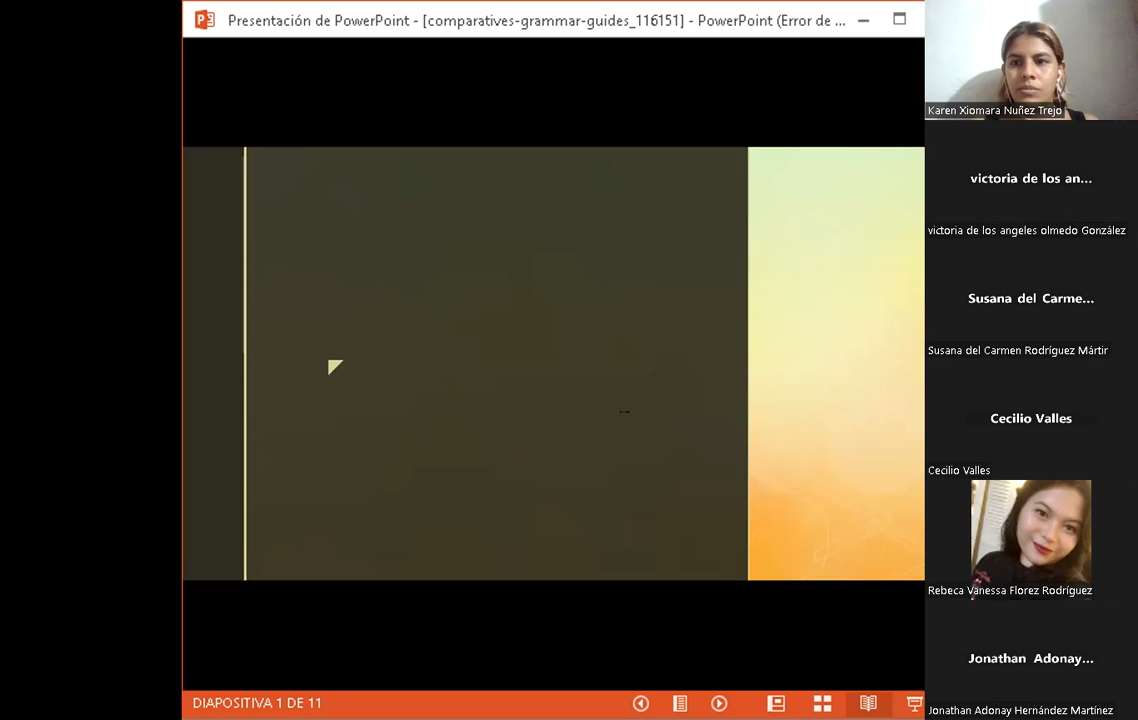 Presentación de PowerPoint - [comparatives-grammar-guides_116151] - PowerPoint (Error de ...
Karen Xiomara Nuñez Trejo
victoria de los an...
victoria de los angeles olmedo González
Susana del Carme...
Susana del Carmen Rodríguez Mártir
Cecilio Valles
Cecilio Valles
Rebeca Vanessa Florez Rodríguez
Jonathan Adonay...
Jonathan Adonay Hernández Martínez
DIAPOSITIVA 1 DE 11